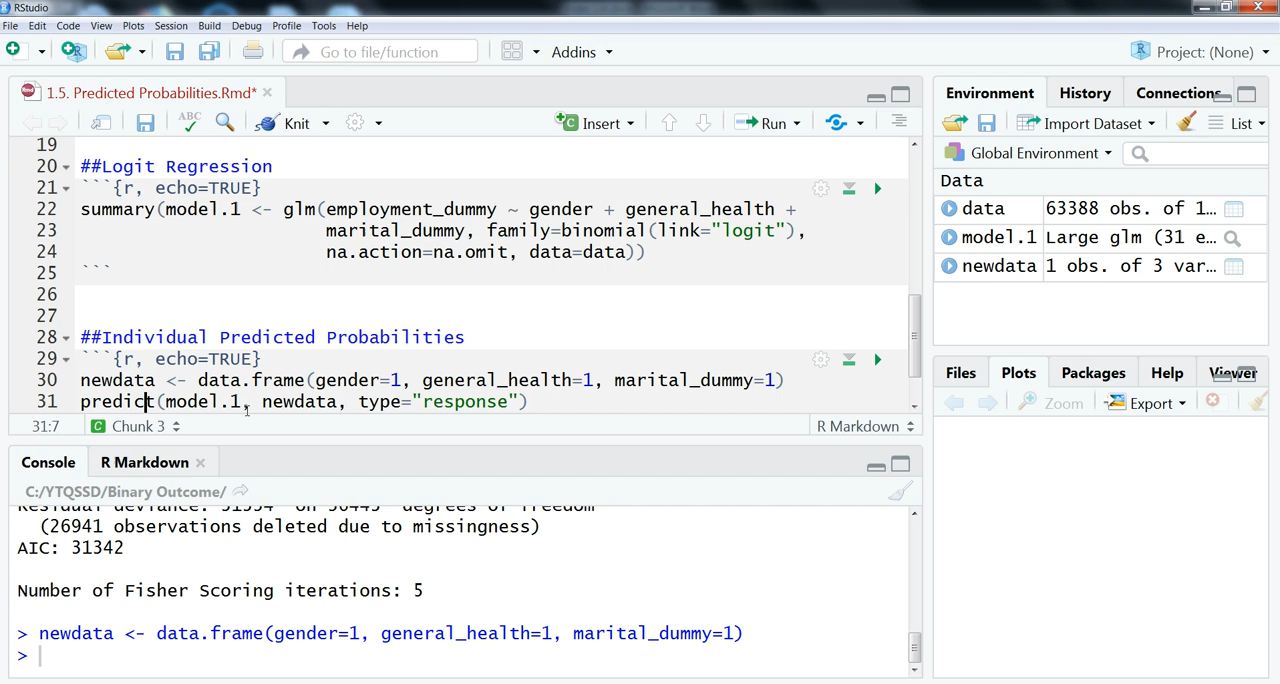 RStudio
File Edit Code View Plots Session Build Debug Profile Tools Help
Go to file/function Addins Project: (None)
1.5. Predicted Probabilities.Rmd*
ABC Knit Insert Run
19
20 ##Logit Regression
21 ```{r, echo=TRUE}
22 summary(model.1 <- glm(employment_dummy ~ gender + general_health +
23 marital_dummy, family=binomial(link="logit"),
24 na.action=na.omit, data=data))
25 ```
26
27
28 ##Individual Predicted Probabilities
29 ```{r, echo=TRUE}
30 newdata <- data.frame(gender=1, general_health=1, marital_dummy=1)
31 predict(model.1, newdata, type="response")
31:7 C Chunk 3 R Markdown
Console R Markdown
C:/YTQSSD/Binary Outcome/
(26941 observations deleted due to missingness)
AIC: 31342
Number of Fisher Scoring iterations: 5
> newdata <- data.frame(gender=1, general_health=1, marital_dummy=1)
>
Environment History Connections
Import Dataset List
Global Environment
Data
data 63388 obs. of 1…
model.1 Large glm (31 e…
newdata 1 obs. of 3 var…
Files Plots Packages Help Viewer
Zoom Export